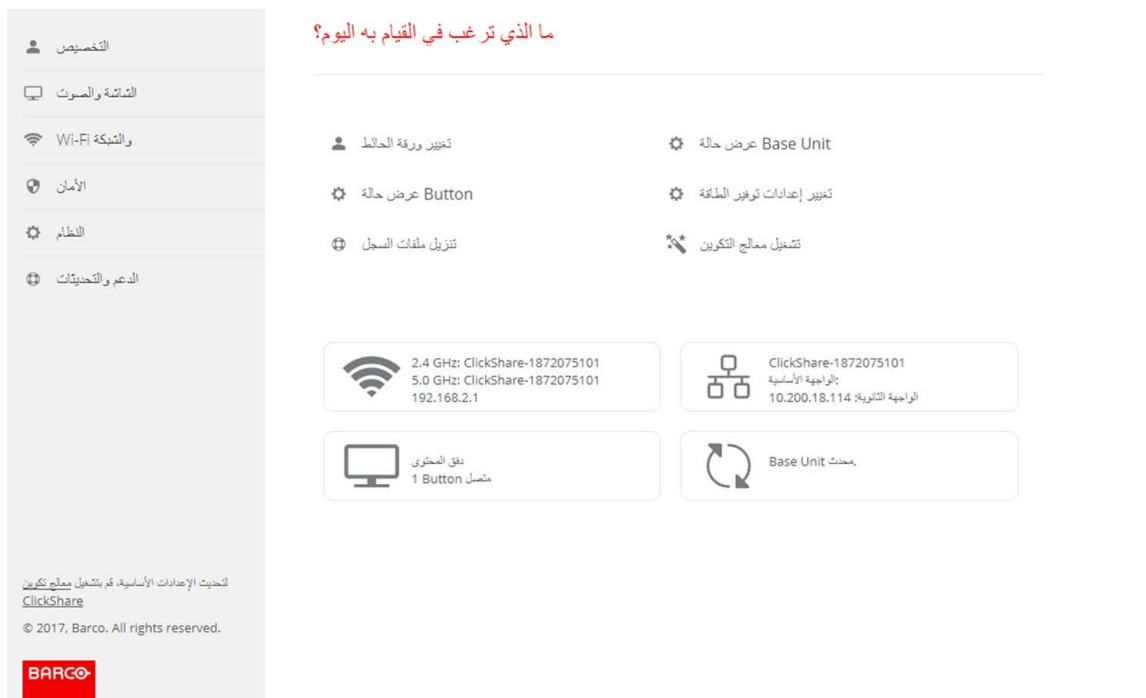 التخصيص
الشاشة والصوت
Wi-Fi والشبكة
الأمان
النظام
الدعم والتحديثات
لتحديث الإعدادات الأساسية، قم بتشغيل معالج تكوين
ClickShare
© 2017, Barco. All rights reserved.
BARCO
ما الذي ترغب في القيام به اليوم؟
تغيير ورقة الحائط
عرض حالة Base Unit
عرض حالة Button
تغيير إعدادات توفير الطاقة
تنزيل ملفات السجل
تشغيل معالج التكوين
2.4 GHz: ClickShare-1872075101
5.0 GHz: ClickShare-1872075101
192.168.2.1
ClickShare-1872075101
الواجهة الأساسية:
الواجهة الثانوية: 10.200.18.114
دفق المحتوى
1 Button متصل
Base Unit محدث.